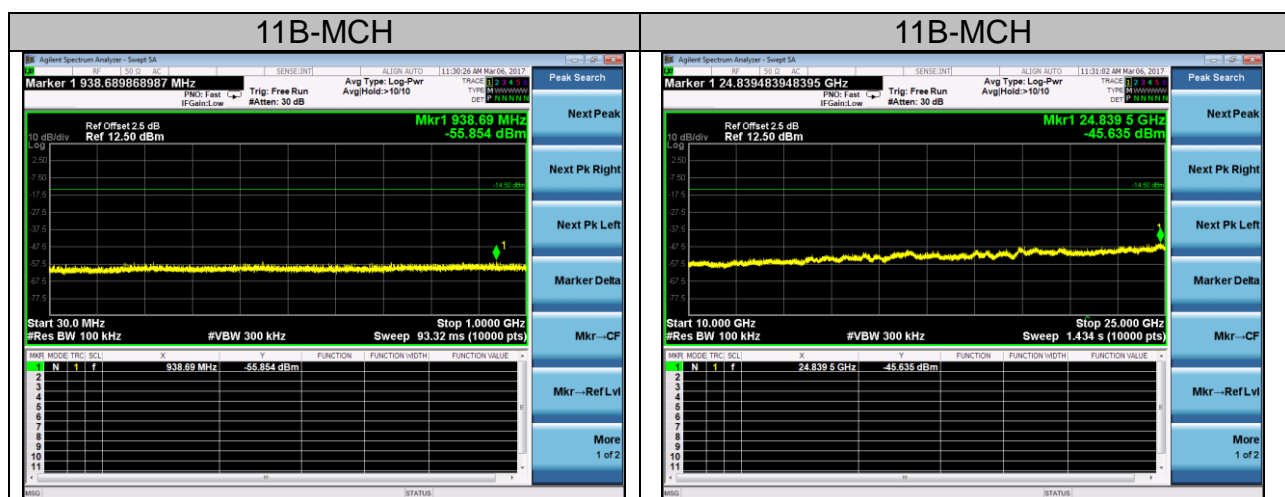 11B-MCH
Agilent Spectrum Analyzer - Swept SA
RF 50 Ω AC SENSE:INT ALIGN AUTO 11:30:26 AM Mar 06, 2017
Marker 1 938.689868987 MHz
PNO: Fast
IFGain:Low
Trig: Free Run
#Atten: 30 dB
Avg Type: Log-Pwr
Avg|Hold:>10/10
TRACE 1 2 3 4 5 6
TYPE M W W W W W
DET P N N N N N
Peak Search
Mkr1 938.69 MHz
-55.854 dBm
Ref Offset 2.5 dB
10 dB/div Ref 12.50 dBm
Log
2.50
-7.50
-14.50 dBm
-17.5
-27.5
-37.5
-47.5
1
-57.5
-67.5
-77.5
Start 30.0 MHz Stop 1.0000 GHz
#Res BW 100 kHz #VBW 300 kHz Sweep 93.32 ms (10000 pts)
MKR MODE TRC SCL X Y FUNCTION FUNCTION WIDTH FUNCTION VALUE
1 N 1 f 938.69 MHz -55.854 dBm
2
3
4
5
6
7
8
9
10
11
MSG STATUS
Next Peak
Next Pk Right
Next Pk Left
Marker Delta
Mkr→CF
Mkr→Ref Lvl
More
1 of 2
11B-MCH
Agilent Spectrum Analyzer - Swept SA
RF 50 Ω AC SENSE:INT ALIGN AUTO 11:31:02 AM Mar 06, 2017
Marker 1 24.839483948395 GHz
PNO: Fast
IFGain:Low
Trig: Free Run
#Atten: 30 dB
Avg Type: Log-Pwr
Avg|Hold:>10/10
TRACE 1 2 3 4 5 6
TYPE M W W W W W
DET P N N N N N
Peak Search
Mkr1 24.839 5 GHz
-45.635 dBm
Ref Offset 2.5 dB
10 dB/div Ref 12.50 dBm
Log
2.50
-7.50
-14.50 dBm
-17.5
-27.5
-37.5
1
-47.5
-57.5
-67.5
-77.5
Start 10.000 GHz Stop 25.000 GHz
#Res BW 100 kHz #VBW 300 kHz Sweep 1.434 s (10000 pts)
MKR MODE TRC SCL X Y FUNCTION FUNCTION WIDTH FUNCTION VALUE
1 N 1 f 24.839 5 GHz -45.635 dBm
2
3
4
5
6
7
8
9
10
11
MSG STATUS
Next Peak
Next Pk Right
Next Pk Left
Marker Delta
Mkr→CF
Mkr→Ref Lvl
More
1 of 2